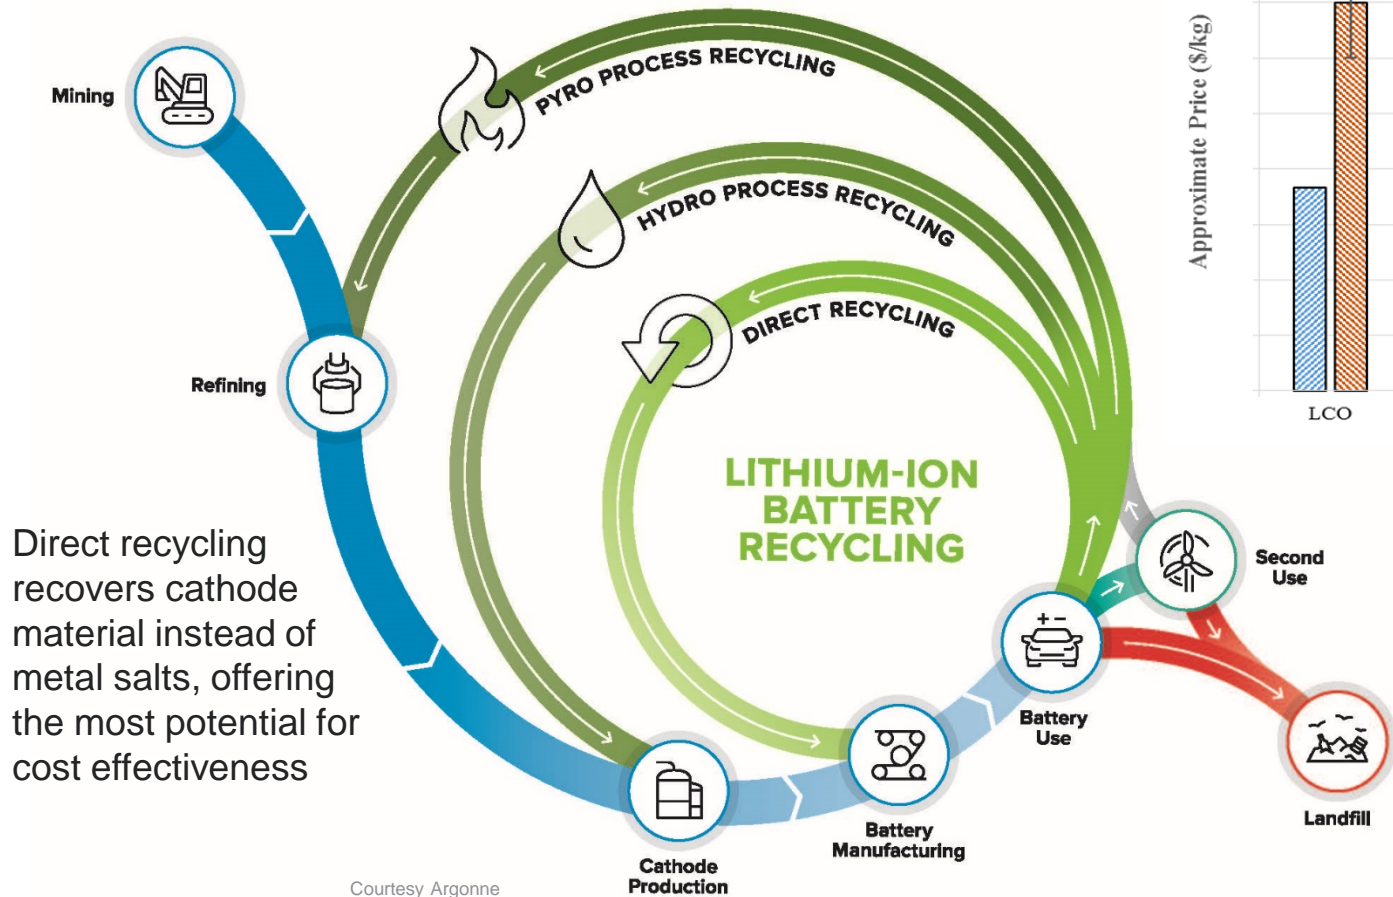 Mining
PYRO PROCESS RECYCLING
HYDRO PROCESS RECYCLING
DIRECT RECYCLING
Approximate Price ($/kg)
LCO
Refining
LITHIUM-ION
BATTERY
RECYCLING
Direct recycling
recovers cathode
material instead of
metal salts, offering
the most potential for
cost effectiveness
Second
Use
+ -
Battery
Use
Landfill
Battery
Manufacturing
Cathode
Production
Courtesy Argonne